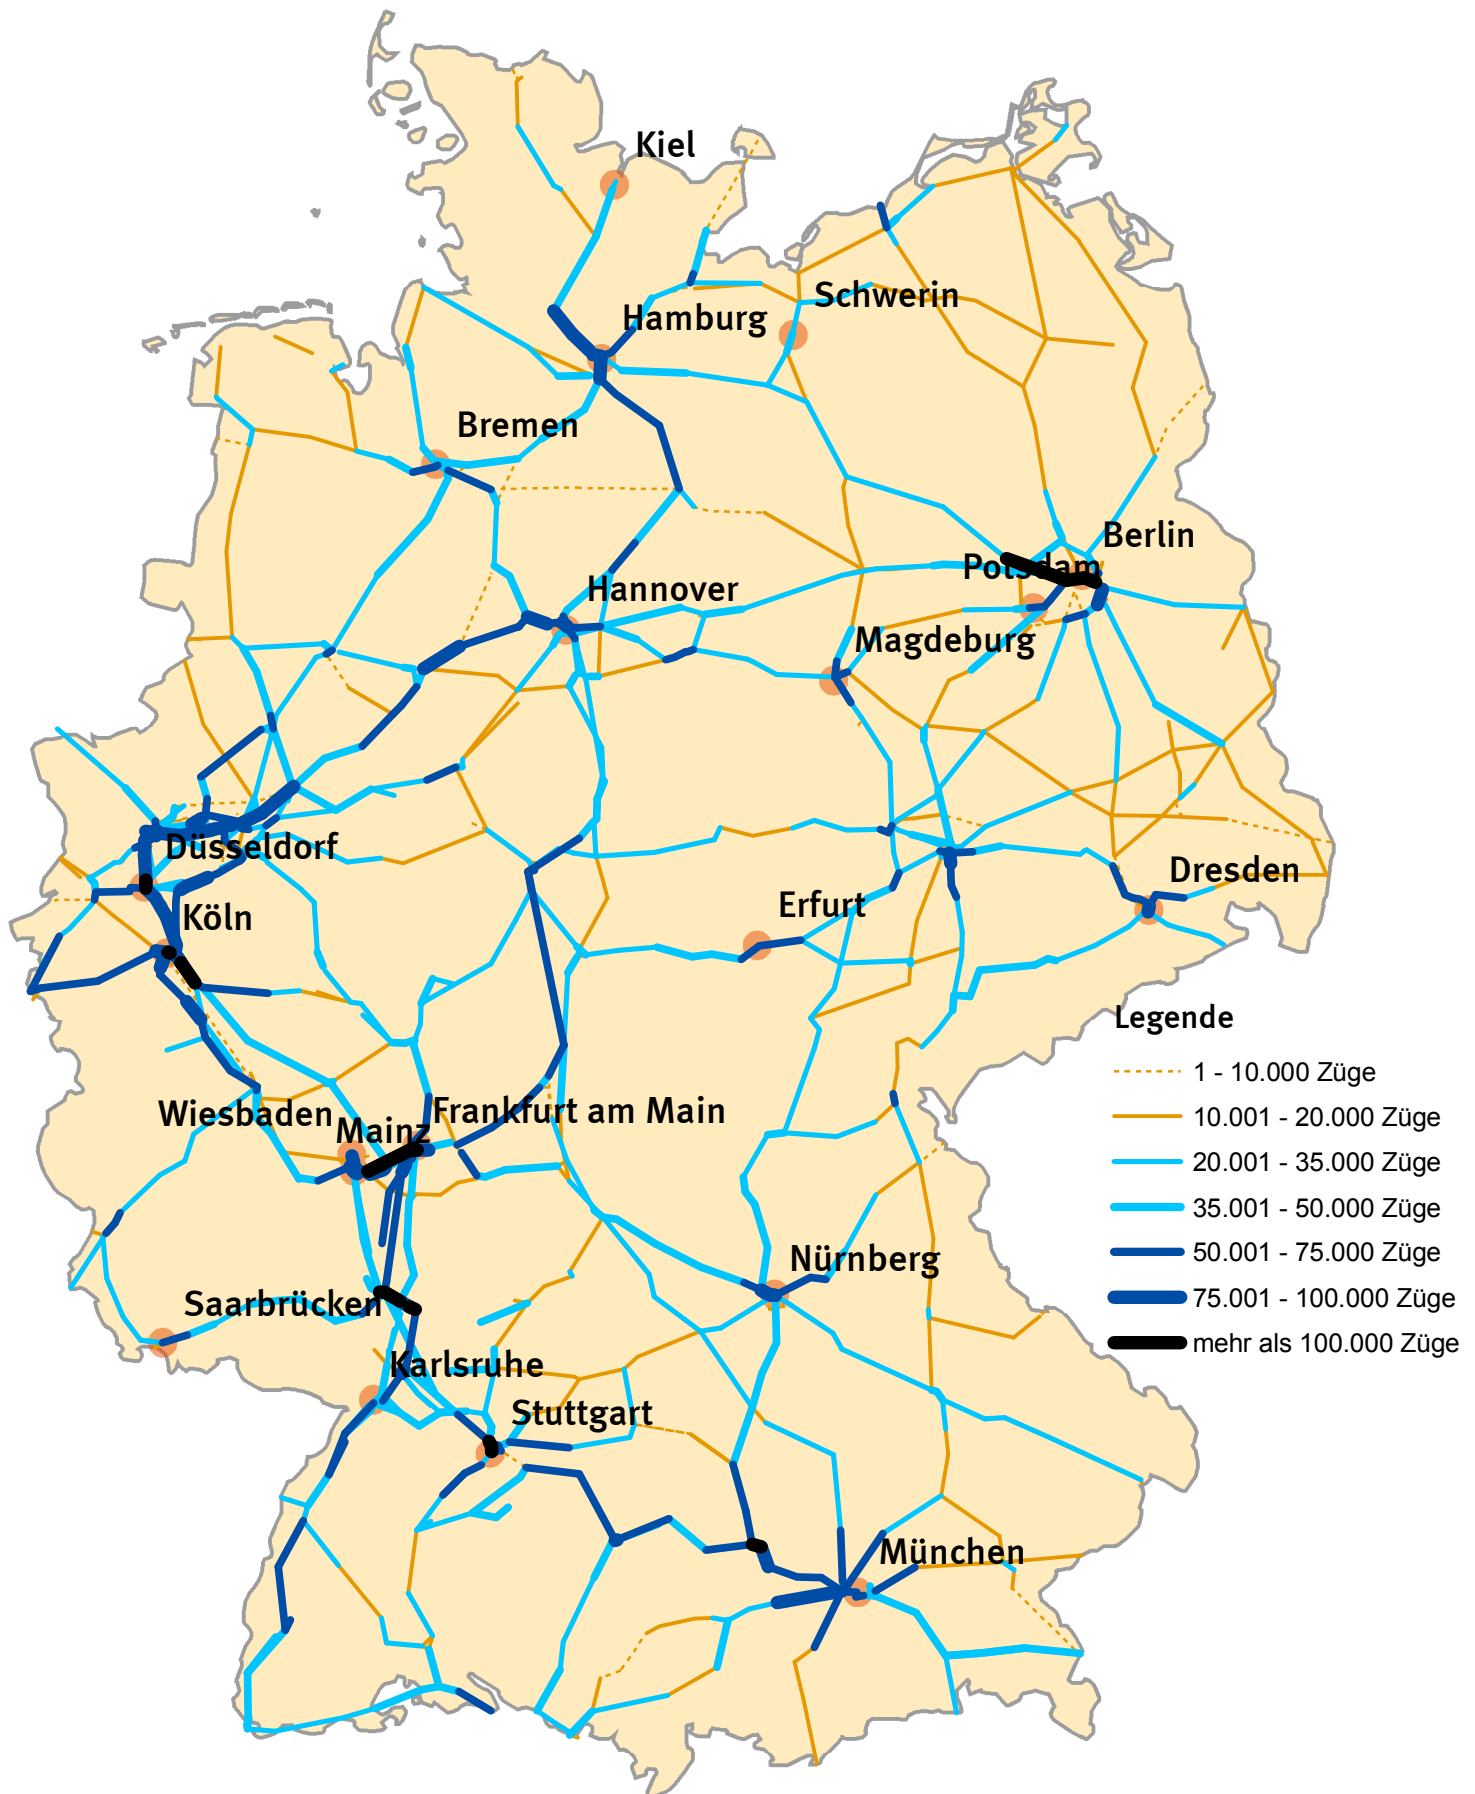 Kiel
Schwerin
Hamburg
Bremen
Berlin
Potsdam
Hannover
Magdeburg
Düsseldorf
Dresden
Erfurt
Köln
Legende
1 - 10.000 Züge
10.001 - 20.000 Züge
20.001 - 35.000 Züge
35.001 - 50.000 Züge
50.001 - 75.000 Züge
75.001 - 100.000 Züge
mehr als 100.000 Züge
Wiesbaden
Frankfurt am Main
Mainz
Nürnberg
Saarbrücken
Karlsruhe
Stuttgart
München